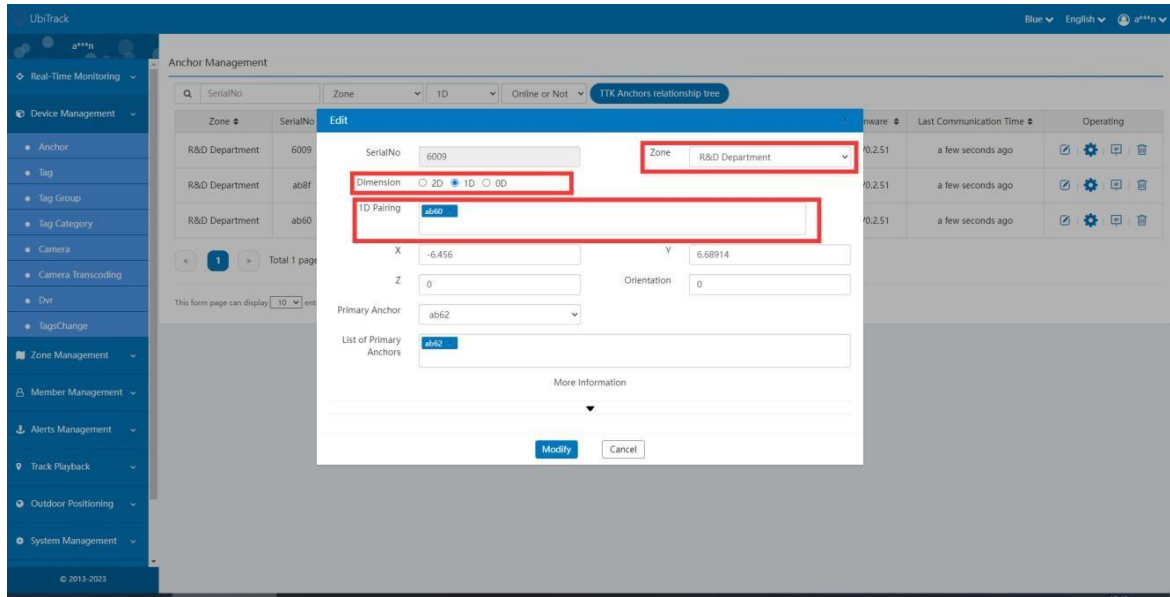 UbiTrack
Blue English a***n
a***n
Real-Time Monitoring
Device Management
Anchor
Tag
Tag Group
Tag Category
Camera
Camera Transcoding
Dvr
TagsChange
Zone Management
Member Management
Alerts Management
Track Playback
Outdoor Positioning
System Management
© 2013-2023
Anchor Management
SerialNo Zone 1D Online or Not TTK Anchors relationship tree
Zone SerialNo nware Last Communication Time Operating
R&D Department 6009 0.2.51 a few seconds ago
R&D Department ab8f 0.2.51 a few seconds ago
R&D Department ab60 0.2.51 a few seconds ago
< 1 > Total 1 page
This form page can display 10 ent
Edit ×
SerialNo 6009 Zone R&D Department
Dimension 2D 1D 0D
1D Pairing ab60
X -6.456 Y 6.68914
Z 0 Orientation 0
Primary Anchor ab62
List of Primary
Anchors ab62
More Information
Modify Cancel